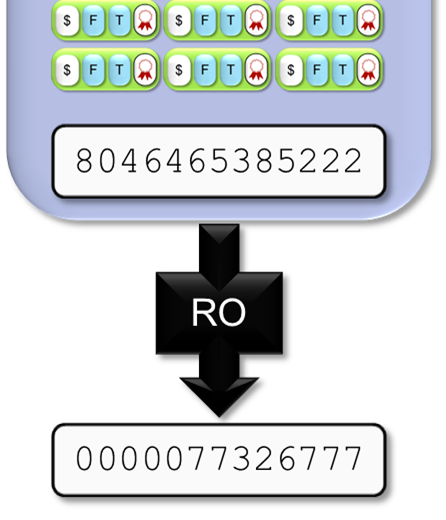 $ F T $ F T $ F T
$ F T $ F T $ F T
8046465385222
RO
0000077326777